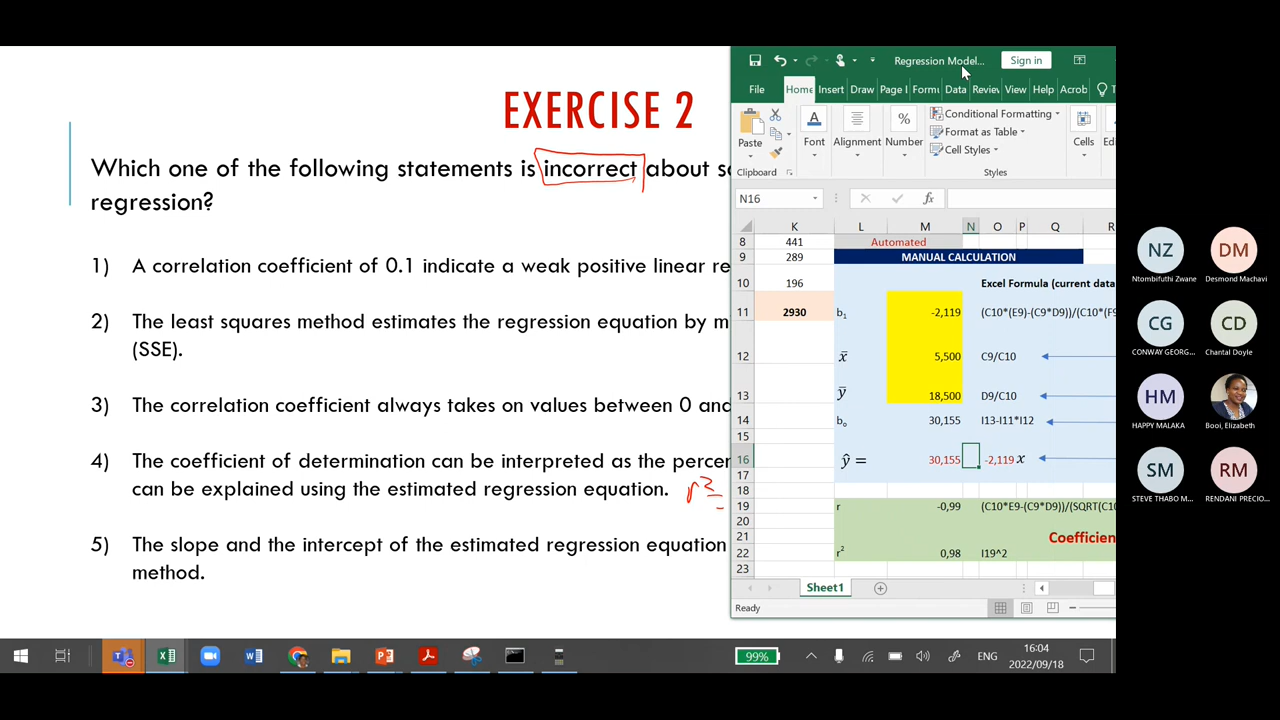 EXERCISE 2
Which one of the following statements is incorrect about
regression?
1) A correlation coefficient of 0.1 indicate a weak positive linear
2) The least squares method estimates the regression equation by
(SSE).
3) The correlation coefficient always takes on values between 0 and
4) The coefficient of determination can be interpreted as the
can be explained using the estimated regression equation. r²
5) The slope and the intercept of the estimated regression equation
method.
Regression Model...
Sign in
File Home Insert Draw Page Data View Help Acrob
Paste
Font
Alignment
Number
Conditional Formatting
Format as Table
Cell Styles
Cells
Clipboard
Styles
N16
fx
K L M N O P Q R
8 441 Automated
9 289 MANUAL CALCULATION
10 196 Excel Formula (current data
11 2930 b₁ -2,119 (C10*(E9)-(C9*D9))/(C10*(F9
12 x̄ 5,500 C9/C10
13 ȳ 18,500 D9/C10
14 b₀ 30,155 I13-I11*I12
15
16 ŷ = 30,155 -2,119 x
17
18
19 r -0,99 (C10*E9-(C9*D9))/(SQRT(C10
20
21 Coefficien
22 r² 0,98 I19^2
23
Sheet1
Ready
NZ
Ntombifuthi Zwane
DM
Desmond Machavi
CG
CONWAY GEORG...
CD
Chantal Doyle
HM
HAPPY MALAKA
Booi, Elizabeth
SM
STEVE THABO M...
RM
RENDANI PRECIO...
99%
ENG
16:04
2022/09/18